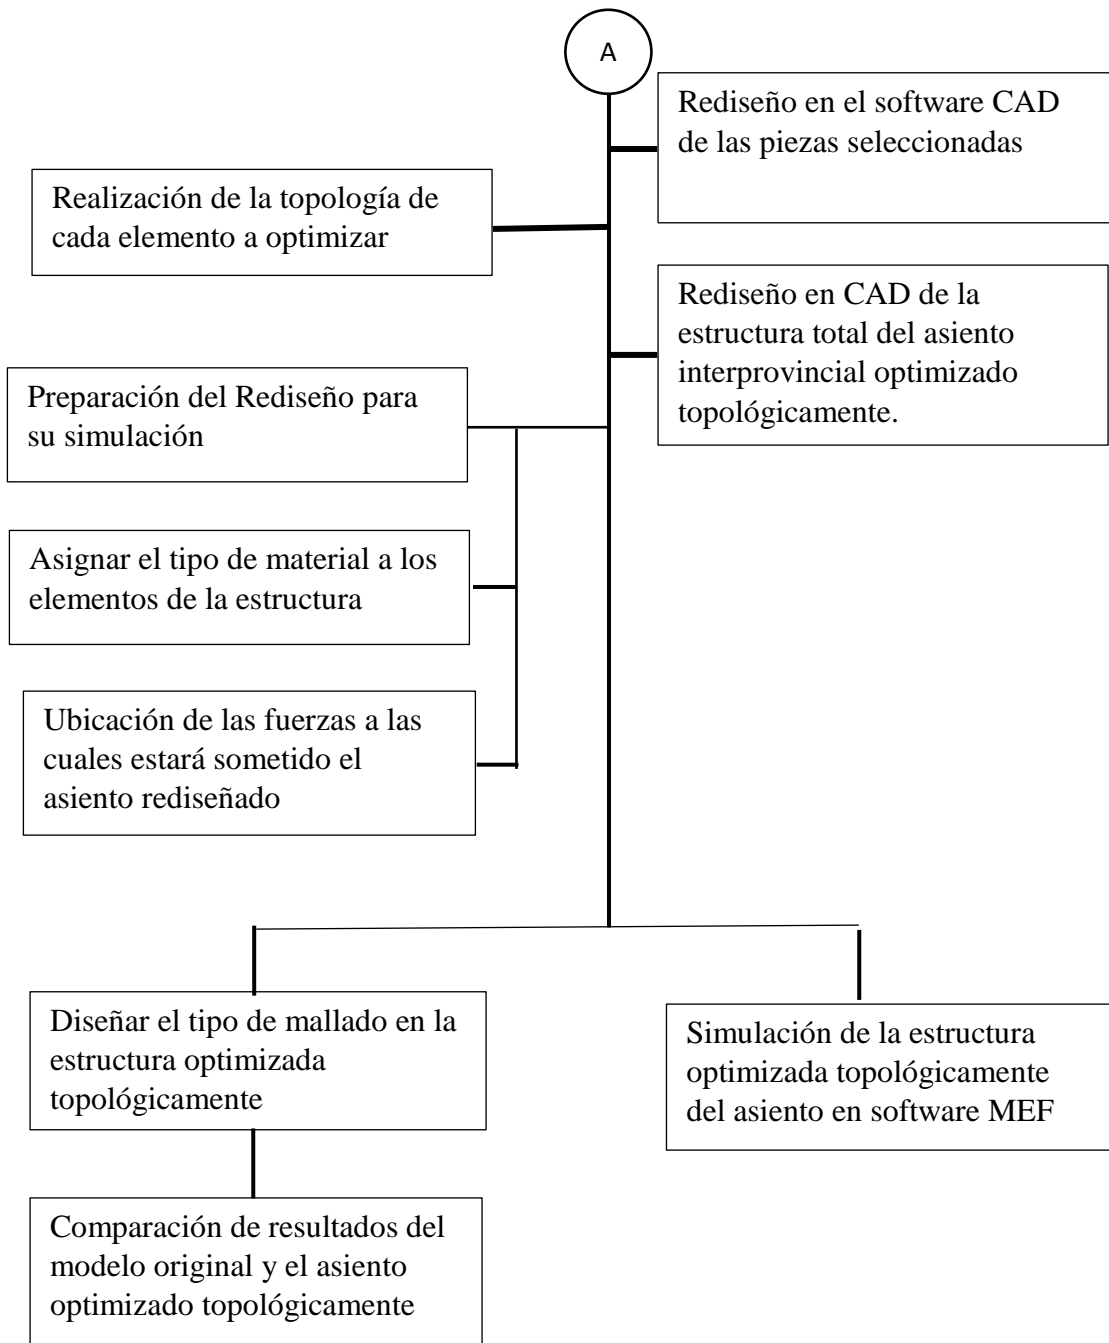 A
Rediseño en el software CAD
de las piezas seleccionadas
Realización de la topología de
cada elemento a optimizar
Rediseño en CAD de la
estructura total del asiento
interprovincial optimizado
topológicamente.
Preparación del Rediseño para
su simulación
Asignar el tipo de material a los
elementos de la estructura
Ubicación de las fuerzas a las
cuales estará sometido el
asiento rediseñado
Diseñar el tipo de mallado en la
estructura optimizada
topológicamente
Simulación de la estructura
optimizada topológicamente
del asiento en software MEF
Comparación de resultados del
modelo original y el asiento
optimizado topológicamente